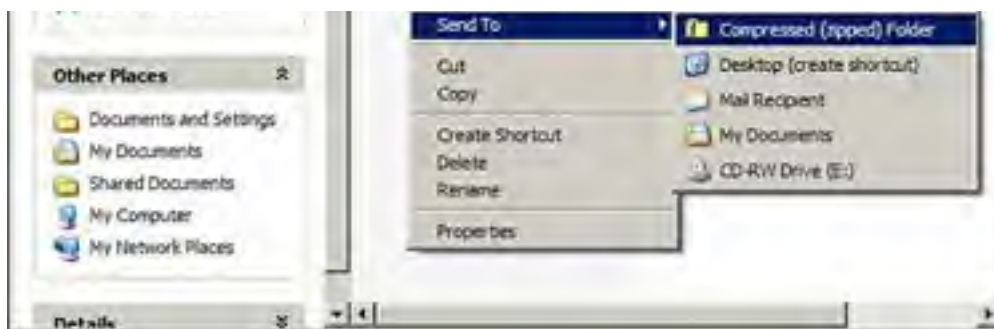 Other Places
Documents and Settings
My Documents
Shared Documents
My Computer
My Network Places
Details
Send To
Cut
Copy
Create Shortcut
Delete
Rename
Properties
Compressed (zipped) Folder
Desktop (create shortcut)
Mail Recipient
My Documents
CD-RW Drive (E:)